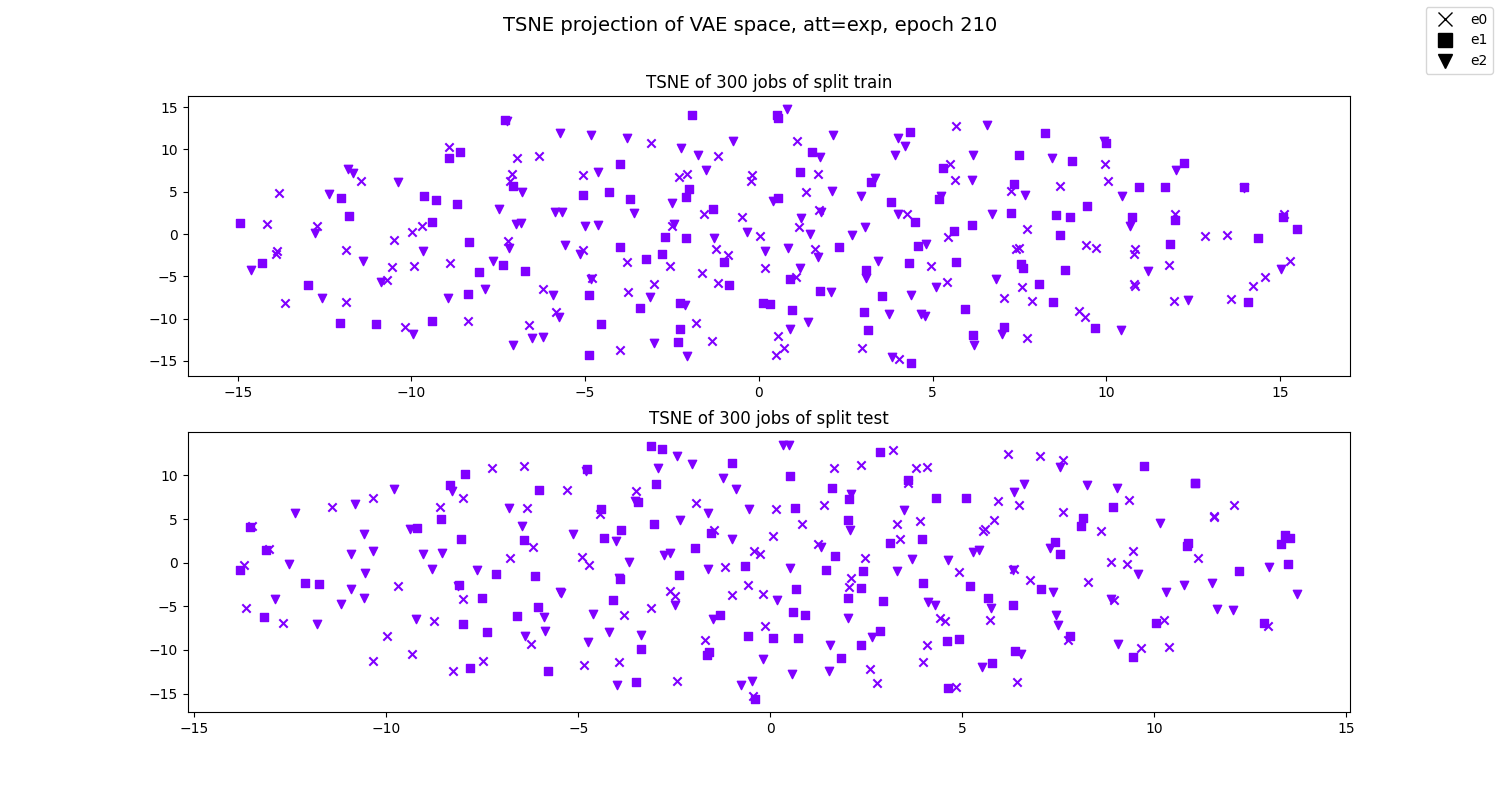 TSNE projection of VAE space, att=exp, epoch 210
e0
e1
e2
TSNE of 300 jobs of split train
15
10
5
0
−5
−10
−15
−15 −10 −5 0 5 10 15
TSNE of 300 jobs of split test
10
5
0
−5
−10
−15
−15 −10 −5 0 5 10 15